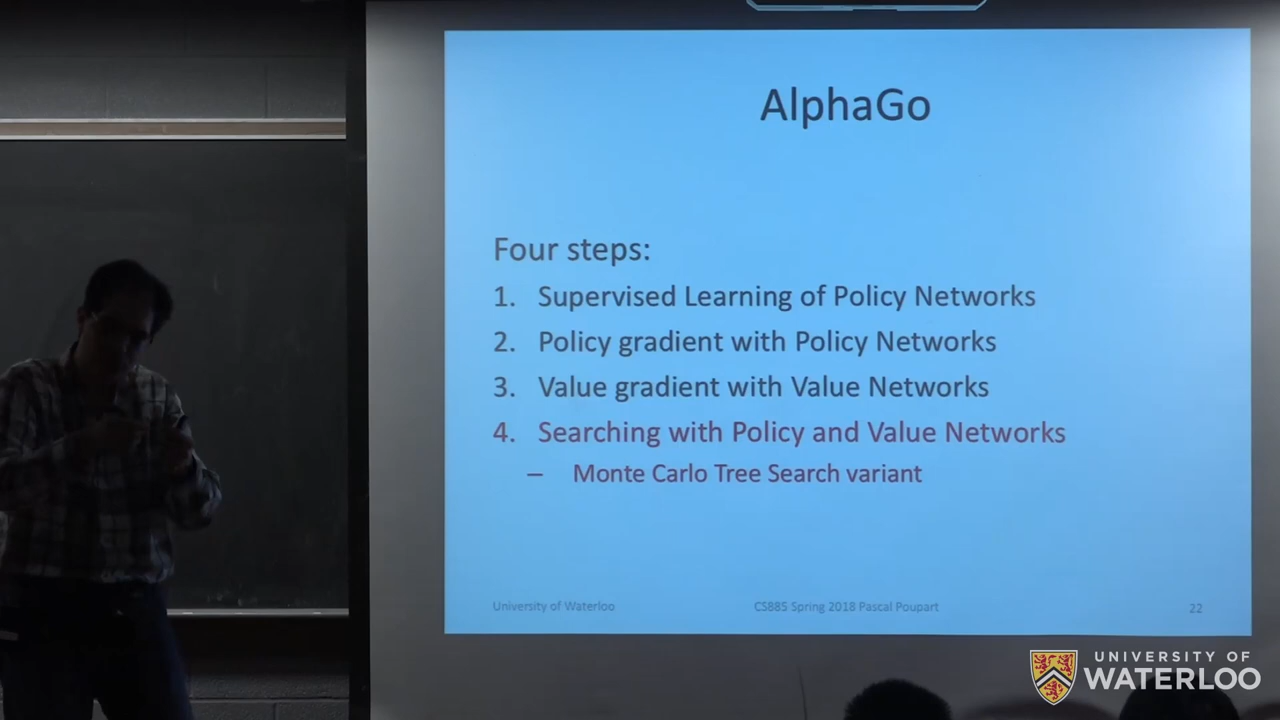 AlphaGo
Four steps:
1. Supervised Learning of Policy Networks
2. Policy gradient with Policy Networks
3. Value gradient with Value Networks
4. Searching with Policy and Value Networks
– Monte Carlo Tree Search variant
University of Waterloo
CS885 Spring 2018 Pascal Poupart
22
UNIVERSITY OF
WATERLOO